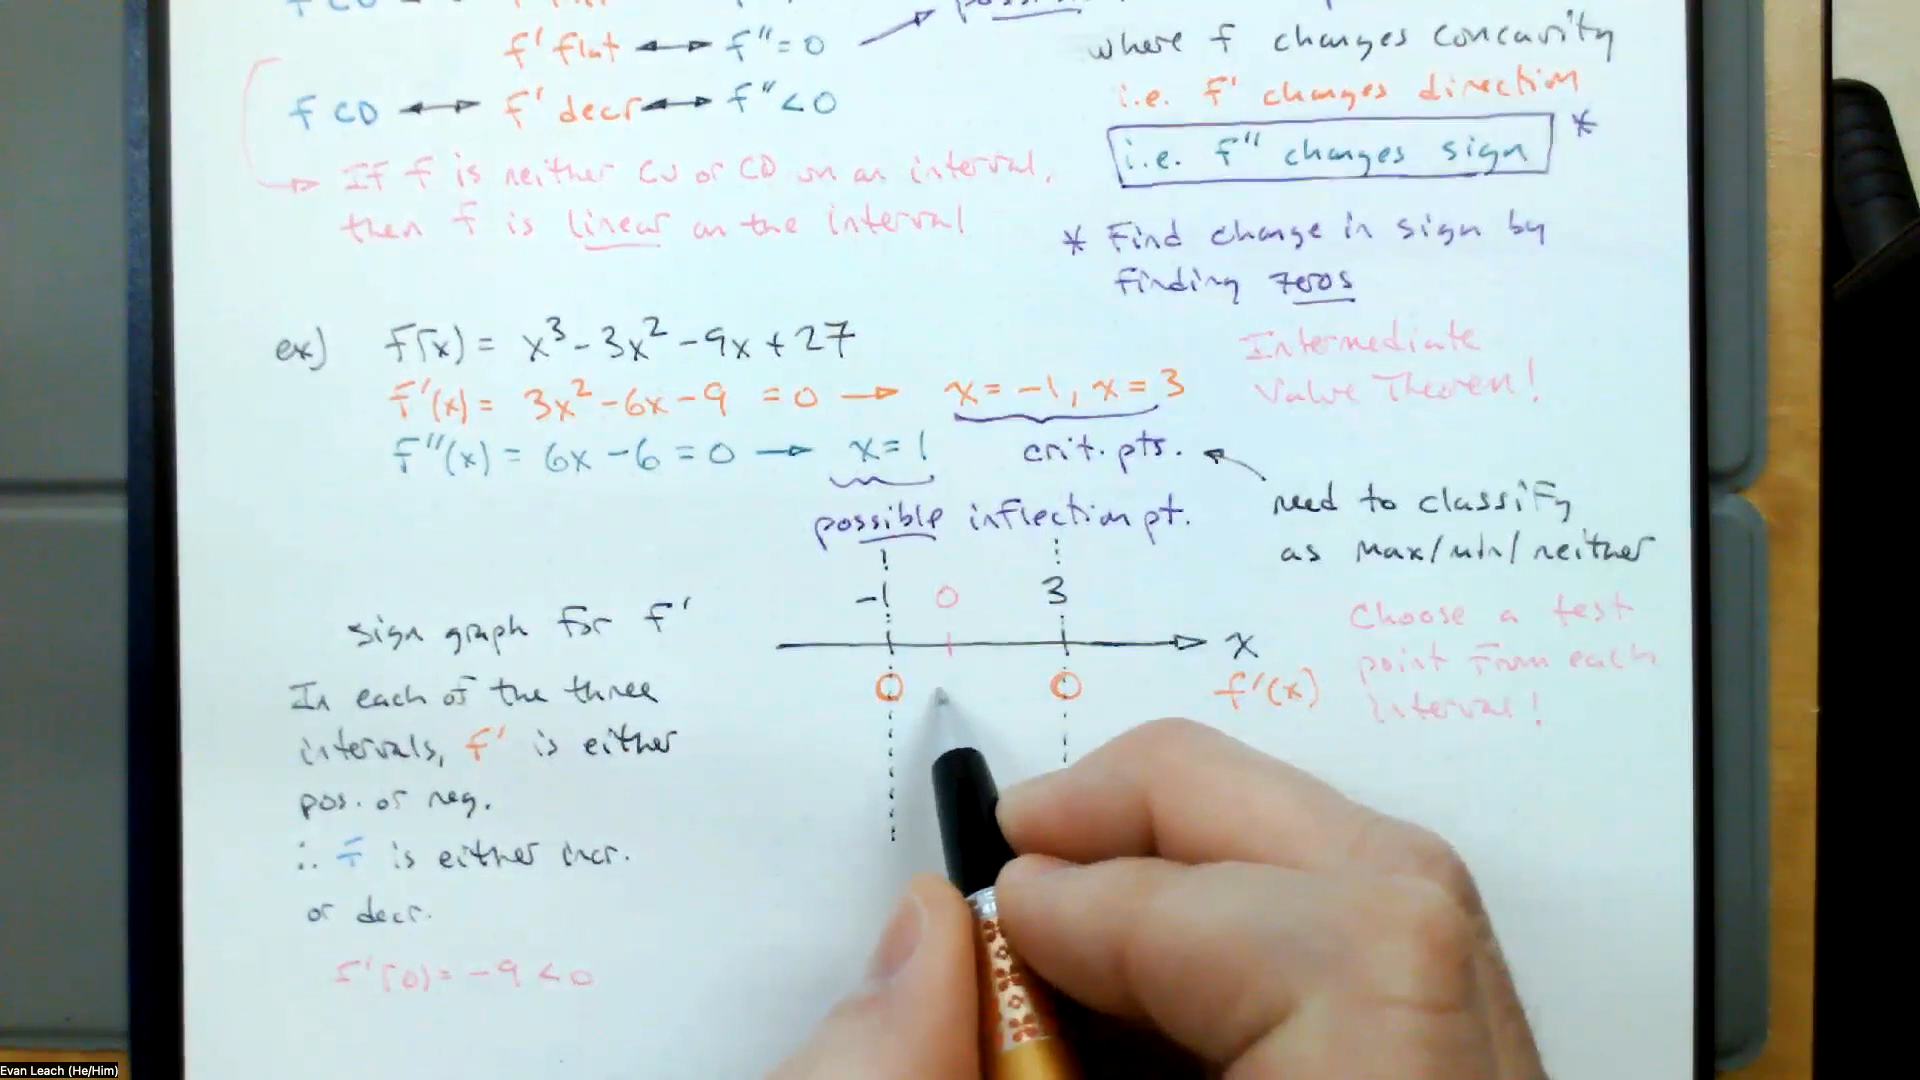 f' flat ↔ f'' = 0
f CD ↔ f' decr ↔ f'' < 0
If f is neither CU or CD on an interval,
then f is linear on the interval
where f changes concavity
i.e. f' changes direction
i.e. f'' changes sign *
* Find change in sign by
finding zeros
Intermediate
Value Theorem!
ex) f(x) = x³ - 3x² - 9x + 27
f'(x) = 3x² - 6x - 9 = 0 → x = -1, x = 3
f''(x) = 6x - 6 = 0 → x = 1
crit. pts.
possible inflection pt.
need to classify
as max/min/neither
sign graph for f'
-1 0 3
x
0 0 f'(x)
Choose a test
point from each
interval!
In each of the three
intervals, f' is either
pos. or neg.
∴ f is either incr.
or decr.
f'(0) = -9 < 0
Evan Leach (He/Him)